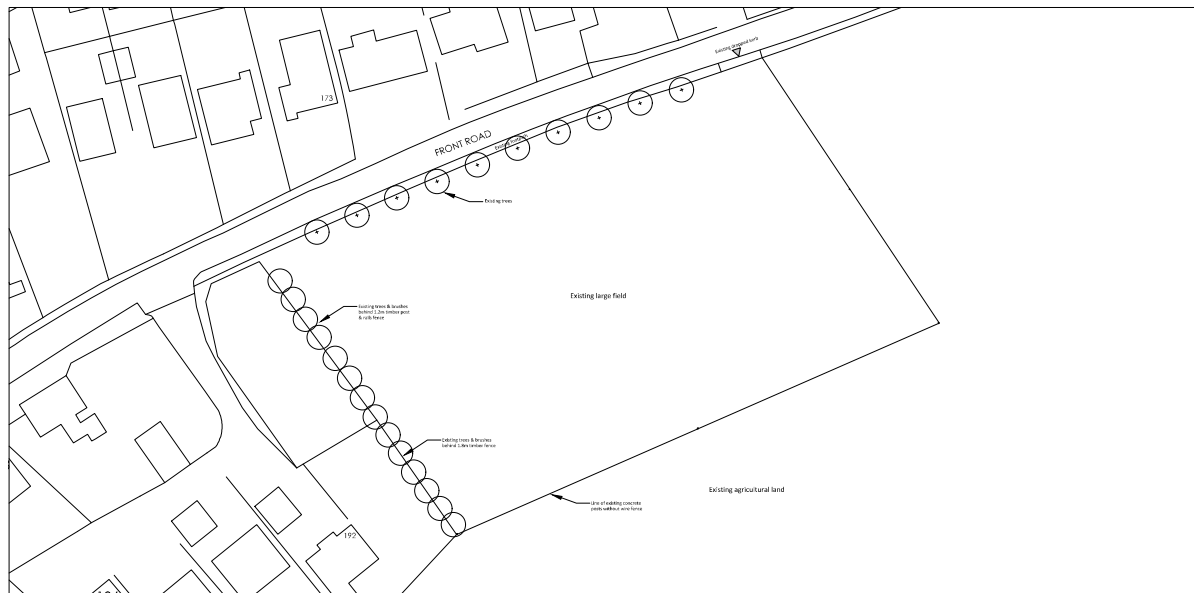 Existing dropped kerb
173
FRONT ROAD
Existing footpath
Existing trees
Existing large field
Existing trees & brushes
behind 1.2m timber post
& rails fence
Existing trees & brushes
behind 1.8m timber fence
Existing agricultural land
Line of existing concrete
posts without wire fence
192